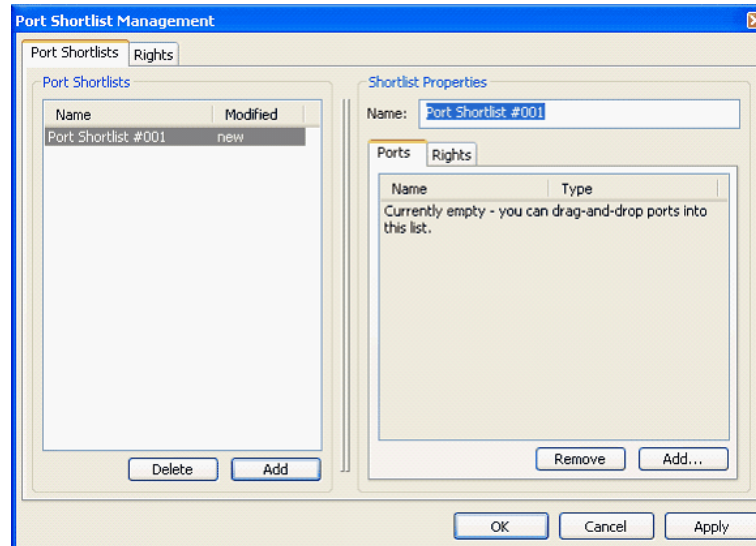 Port Shortlist Management
Port Shortlists Rights
Port Shortlists
Name Modified
Port Shortlist #001 new
Delete Add
Shortlist Properties
Name: Port Shortlist #001
Ports Rights
Name Type
Currently empty - you can drag-and-drop ports into
this list.
Remove Add...
OK Cancel Apply